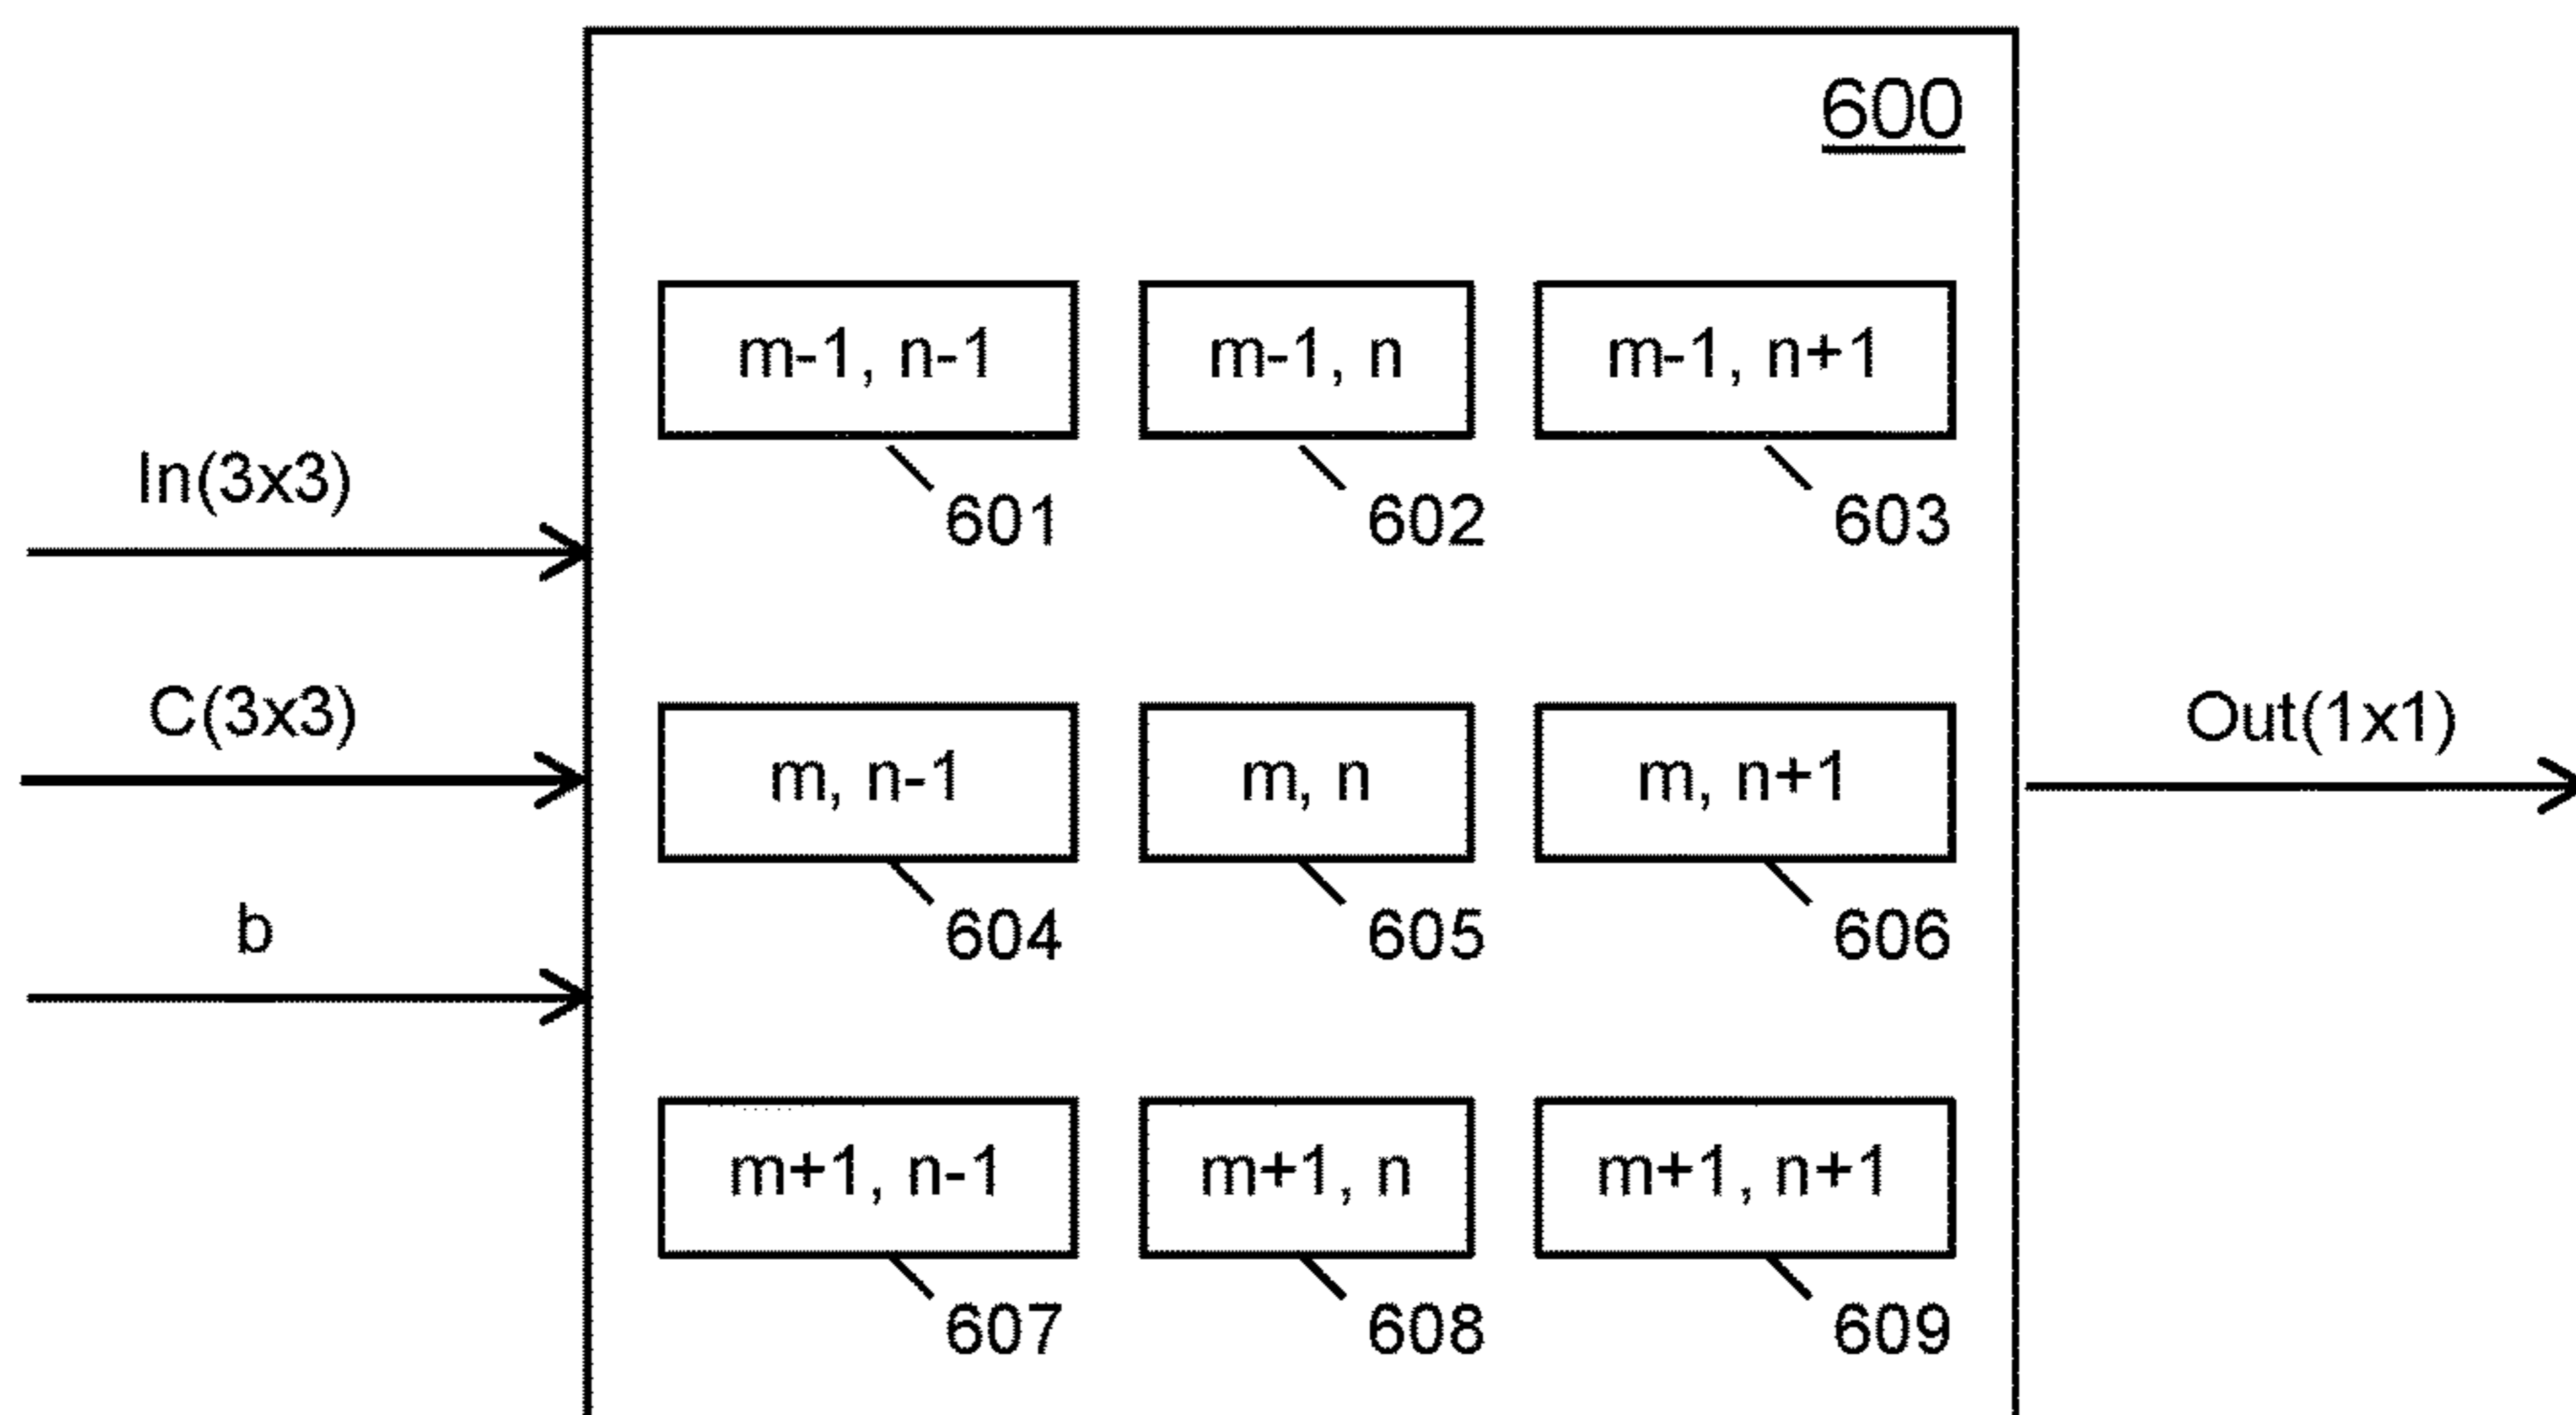 600
m-1, n-1
m-1, n
m-1, n+1
In(3x3)
601
602
603
C(3x3)
m, n-1
m, n
m, n+1
Out(1x1)
b
604
605
606
m+1, n-1
m+1, n
m+1, n+1
607
608
609